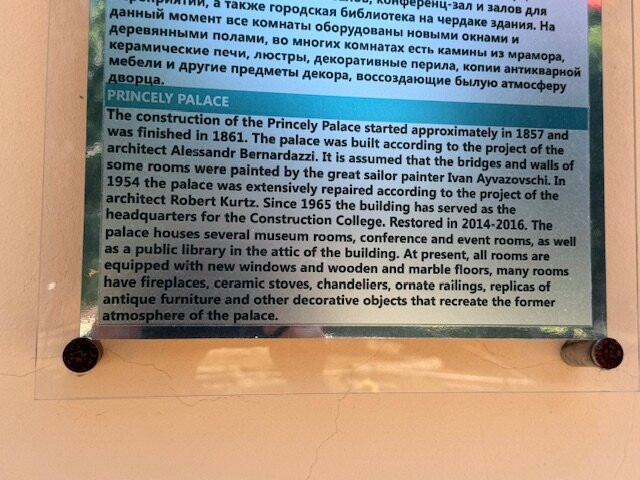 конференц-зал и залов для
мероприятий, а также городская библиотека на чердаке здания. На
данный момент все комнаты оборудованы новыми окнами и
деревянными полами, во многих комнатах есть камины из мрамора,
керамические печи, люстры, декоративные перила, копии антикварной
мебели и другие предметы декора, воссоздающие былую атмосферу
дворца.
PRINCELY PALACE
The construction of the Princely Palace started approximately in 1857 and
was finished in 1861. The palace was built according to the project of the
architect Alessandr Bernardazzi. It is assumed that the bridges and walls of
some rooms were painted by the great sailor painter Ivan Ayvazovschi. In
1954 the palace was extensively repaired according to the project of the
architect Robert Kurtz. Since 1965 the building has served as the
headquarters for the Construction College. Restored in 2014-2016. The
palace houses several museum rooms, conference and event rooms, as well
as a public library in the attic of the building. At present, all rooms are
equipped with new windows and wooden and marble floors, many rooms
have fireplaces, ceramic stoves, chandeliers, ornate railings, replicas of
antique furniture and other decorative objects that recreate the former
atmosphere of the palace.